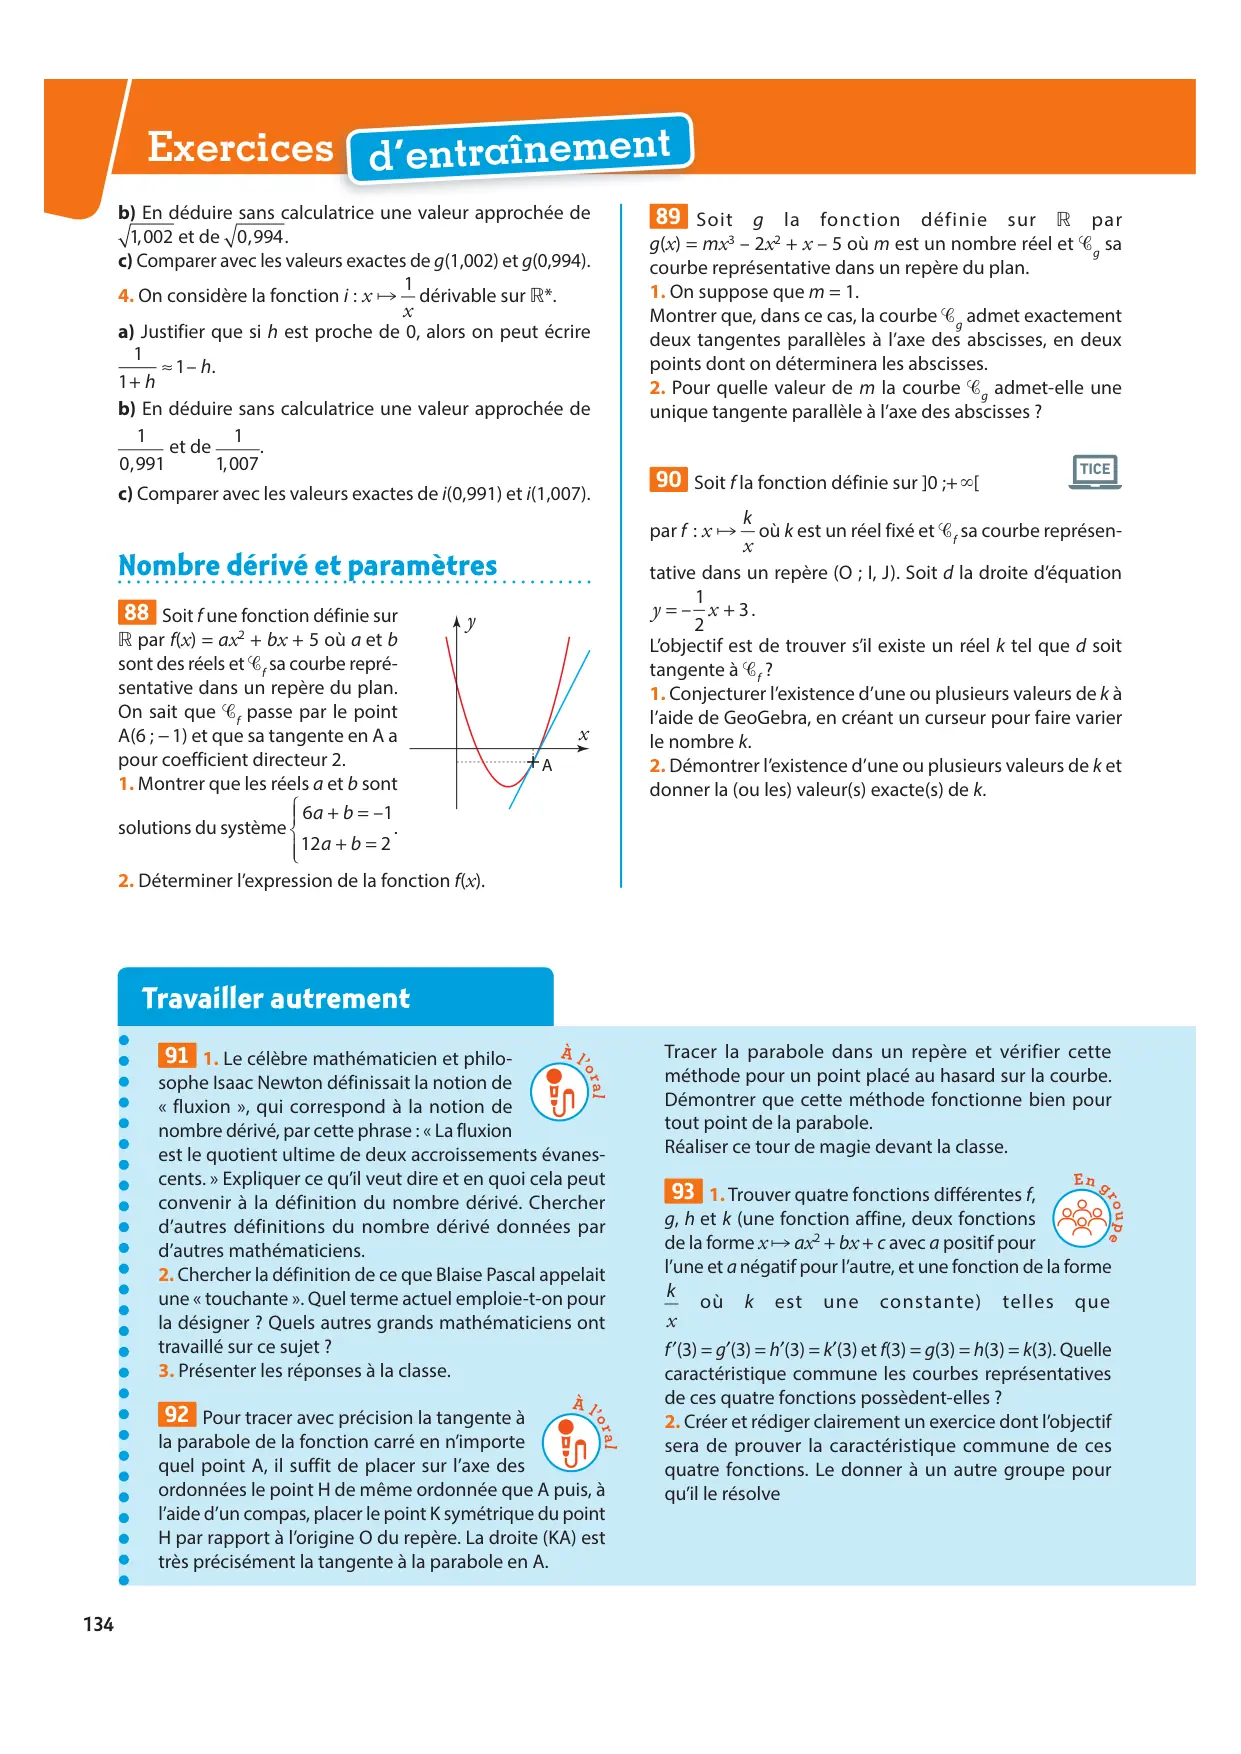 Exercices d’entraînement
b) En déduire sans calculatrice une valeur approchée de
√1,002 et de √0,994.
c) Comparer avec les valeurs exactes de g(1,002) et g(0,994).
4. On considère la fonction i : x ↦ 1/x dérivable sur ℝ*.
a) Justifier que si h est proche de 0, alors on peut écrire
1/(1+ h) ≈ 1 – h.
b) En déduire sans calculatrice une valeur approchée de
1/0,991 et de 1/1,007.
c) Comparer avec les valeurs exactes de i(0,991) et i(1,007).
Nombre dérivé et paramètres
88 Soit f une fonction définie sur
ℝ par f(x) = ax² + bx + 5 où a et b
sont des réels et 𝒞f sa courbe repré-
sentative dans un repère du plan.
On sait que 𝒞f passe par le point
A(6 ; – 1) et que sa tangente en A a
pour coefficient directeur 2.
1. Montrer que les réels a et b sont
solutions du système { 6a + b = –1
12a + b = 2 .
2. Déterminer l’expression de la fonction f(x).
y
x
A
89 Soit g la fonction définie sur ℝ par
g(x) = mx³ – 2x² + x – 5 où m est un nombre réel et 𝒞g sa
courbe représentative dans un repère du plan.
1. On suppose que m = 1.
Montrer que, dans ce cas, la courbe 𝒞g admet exactement
deux tangentes parallèles à l’axe des abscisses, en deux
points dont on déterminera les abscisses.
2. Pour quelle valeur de m la courbe 𝒞g admet-elle une
unique tangente parallèle à l’axe des abscisses ?
90 Soit f la fonction définie sur ]0 ;+ ∞[
TICE
par f : x ↦ k/x où k est un réel fixé et 𝒞f sa courbe représen-
tative dans un repère (O ; I, J). Soit d la droite d’équation
y = –1/2 x + 3 .
L’objectif est de trouver s’il existe un réel k tel que d soit
tangente à 𝒞f ?
1. Conjecturer l’existence d’une ou plusieurs valeurs de k à
l’aide de GeoGebra, en créant un curseur pour faire varier
le nombre k.
2. Démontrer l’existence d’une ou plusieurs valeurs de k et
donner la (ou les) valeur(s) exacte(s) de k.
Travailler autrement
91 1. Le célèbre mathématicien et philo-
sophe Isaac Newton définissait la notion de
« fluxion », qui correspond à la notion de
nombre dérivé, par cette phrase : « La fluxion
est le quotient ultime de deux accroissements évanes-
cents. » Expliquer ce qu’il veut dire et en quoi cela peut
convenir à la définition du nombre dérivé. Chercher
d’autres définitions du nombre dérivé données par
d’autres mathématiciens.
À l’oral
2. Chercher la définition de ce que Blaise Pascal appelait
une « touchante ». Quel terme actuel emploie-t-on pour
la désigner ? Quels autres grands mathématiciens ont
travaillé sur ce sujet ?
3. Présenter les réponses à la classe.
92 Pour tracer avec précision la tangente à
la parabole de la fonction carré en n’importe
quel point A, il suffit de placer sur l’axe des
ordonnées le point H de même ordonnée que A puis, à
l’aide d’un compas, placer le point K symétrique du point
H par rapport à l’origine O du repère. La droite (KA) est
très précisément la tangente à la parabole en A.
À l’oral
Tracer la parabole dans un repère et vérifier cette
méthode pour un point placé au hasard sur la courbe.
Démontrer que cette méthode fonctionne bien pour
tout point de la parabole.
Réaliser ce tour de magie devant la classe.
93 1. Trouver quatre fonctions différentes f,
g, h et k (une fonction affine, deux fonctions
de la forme x ↦ ax² + bx + c avec a positif pour
l’une et a négatif pour l’autre, et une fonction de la forme
k/x où k est une constante) telles que
f ′(3) = g′(3) = h′(3) = k′(3) et f(3) = g(3) = h(3) = k(3). Quelle
caractéristique commune les courbes représentatives
de ces quatre fonctions possèdent-elles ?
En groupe
2. Créer et rédiger clairement un exercice dont l’objectif
sera de prouver la caractéristique commune de ces
quatre fonctions. Le donner à un autre groupe pour
qu’il le résolve
134